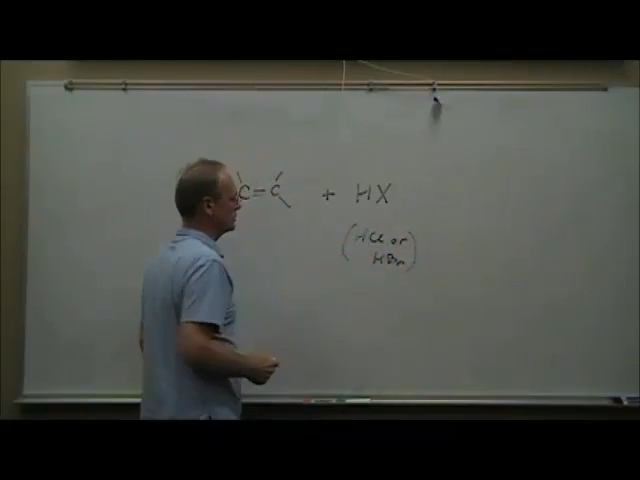 C=C + HX
(HCl or
HBr)